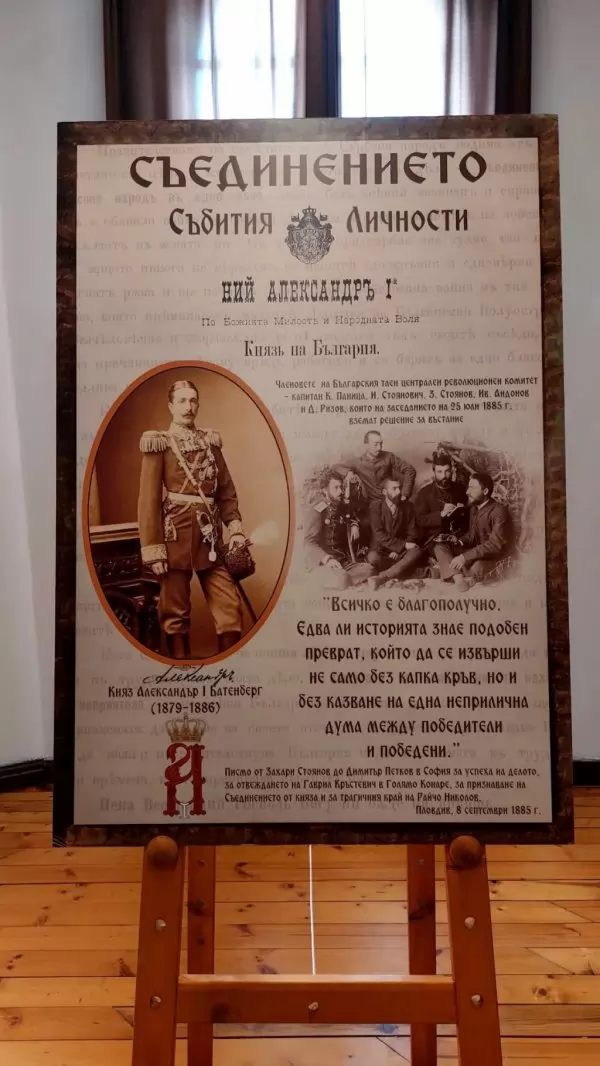 СЪЕДИНЕНИЕТО
СЪБИТИЯ ЛИЧНОСТИ
НИЙ АЛЕКСАНДРЪ Iᵃ
По Божията Милость и Народната Воля
Князъ на България.
Членовете на Българския таен централен революционен комитет
- капитан К. Паница, И. Стоянович, З. Стоянов, Ив. Андонов
и Д. Ризов, които на заседанието на 25 юли 1885 г.
вземат решение за въстание
"Всичко е благополучно.
Едва ли историята знае подобен
преврат, който да се извърши
не само без капка кръв, но и
без казване на една неприлична
дума между победители
и победени."
Александръ
Княз Александър I Батенберг
(1879-1886)
Писмо от Захари Стоянов до Димитър Петков в София за успеха на делото,
за отвеждането на Гаврил Кръстевич в Голямо Конаре, за признаване на
Съединението от княза и за трагичния край на Райчо Николов.
Пловдив, 8 септември 1885 г.